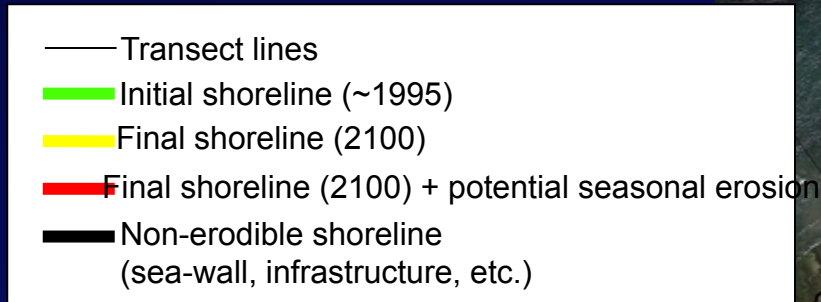 Transect lines
Initial shoreline (~1995)
Final shoreline (2100)
Final shoreline (2100) + potential seasonal erosion
Non-erodible shoreline
(sea-wall, infrastructure, etc.)